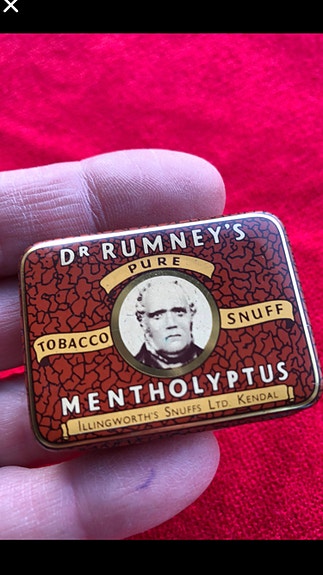 DR RUMNEY'S
PURE
TOBACCO SNUFF
MENTHOLYPTUS
ILLINGWORTH'S SNUFFS LTD. KENDAL